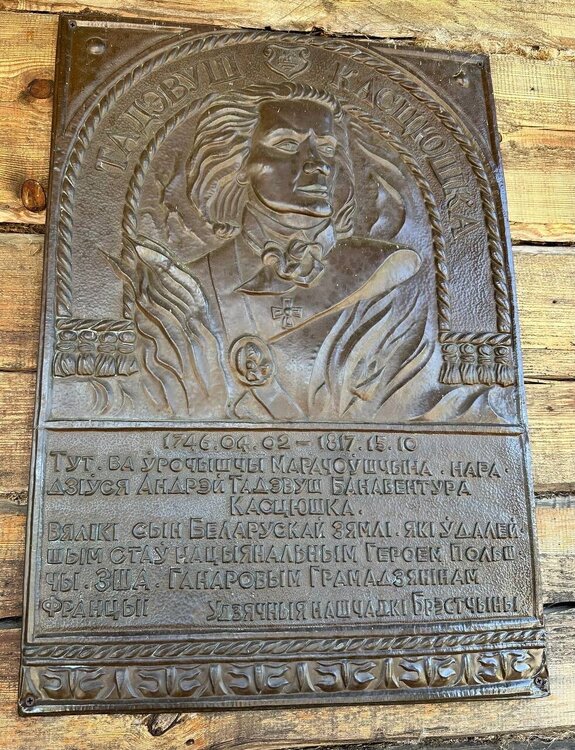 ТАДЭВУШ КАСЦЮШКА
1746.04.02 – 1817.15.10
ТУТ. ВА ЎРОЧЫШЧЫ МАРАЧОЎШЧЫНА. НАРА-
ДЗІЎСЯ АНДРЭЙ ТАДЭВУШ БАНАВЕНТУРА
КАСЦЮШКА.
ВЯЛІКІ СЫН БЕЛАРУСКАЙ ЗЯМЛІ. ЯКІ ЎДАЛЕЙ-
ШЫМ СТАЎ НАЦЫЯНАЛЬНЫМ ГЕРОЕМ ПОЛЬШ-
ЧЫ. ЗША. ГАНАРОВЫМ ГРАМАДЗЯНІНАМ
ФРАНЦЫІ УДЗЯЧНЫЯ НАШЧАДКІ БРЭСТЧЫНЫ